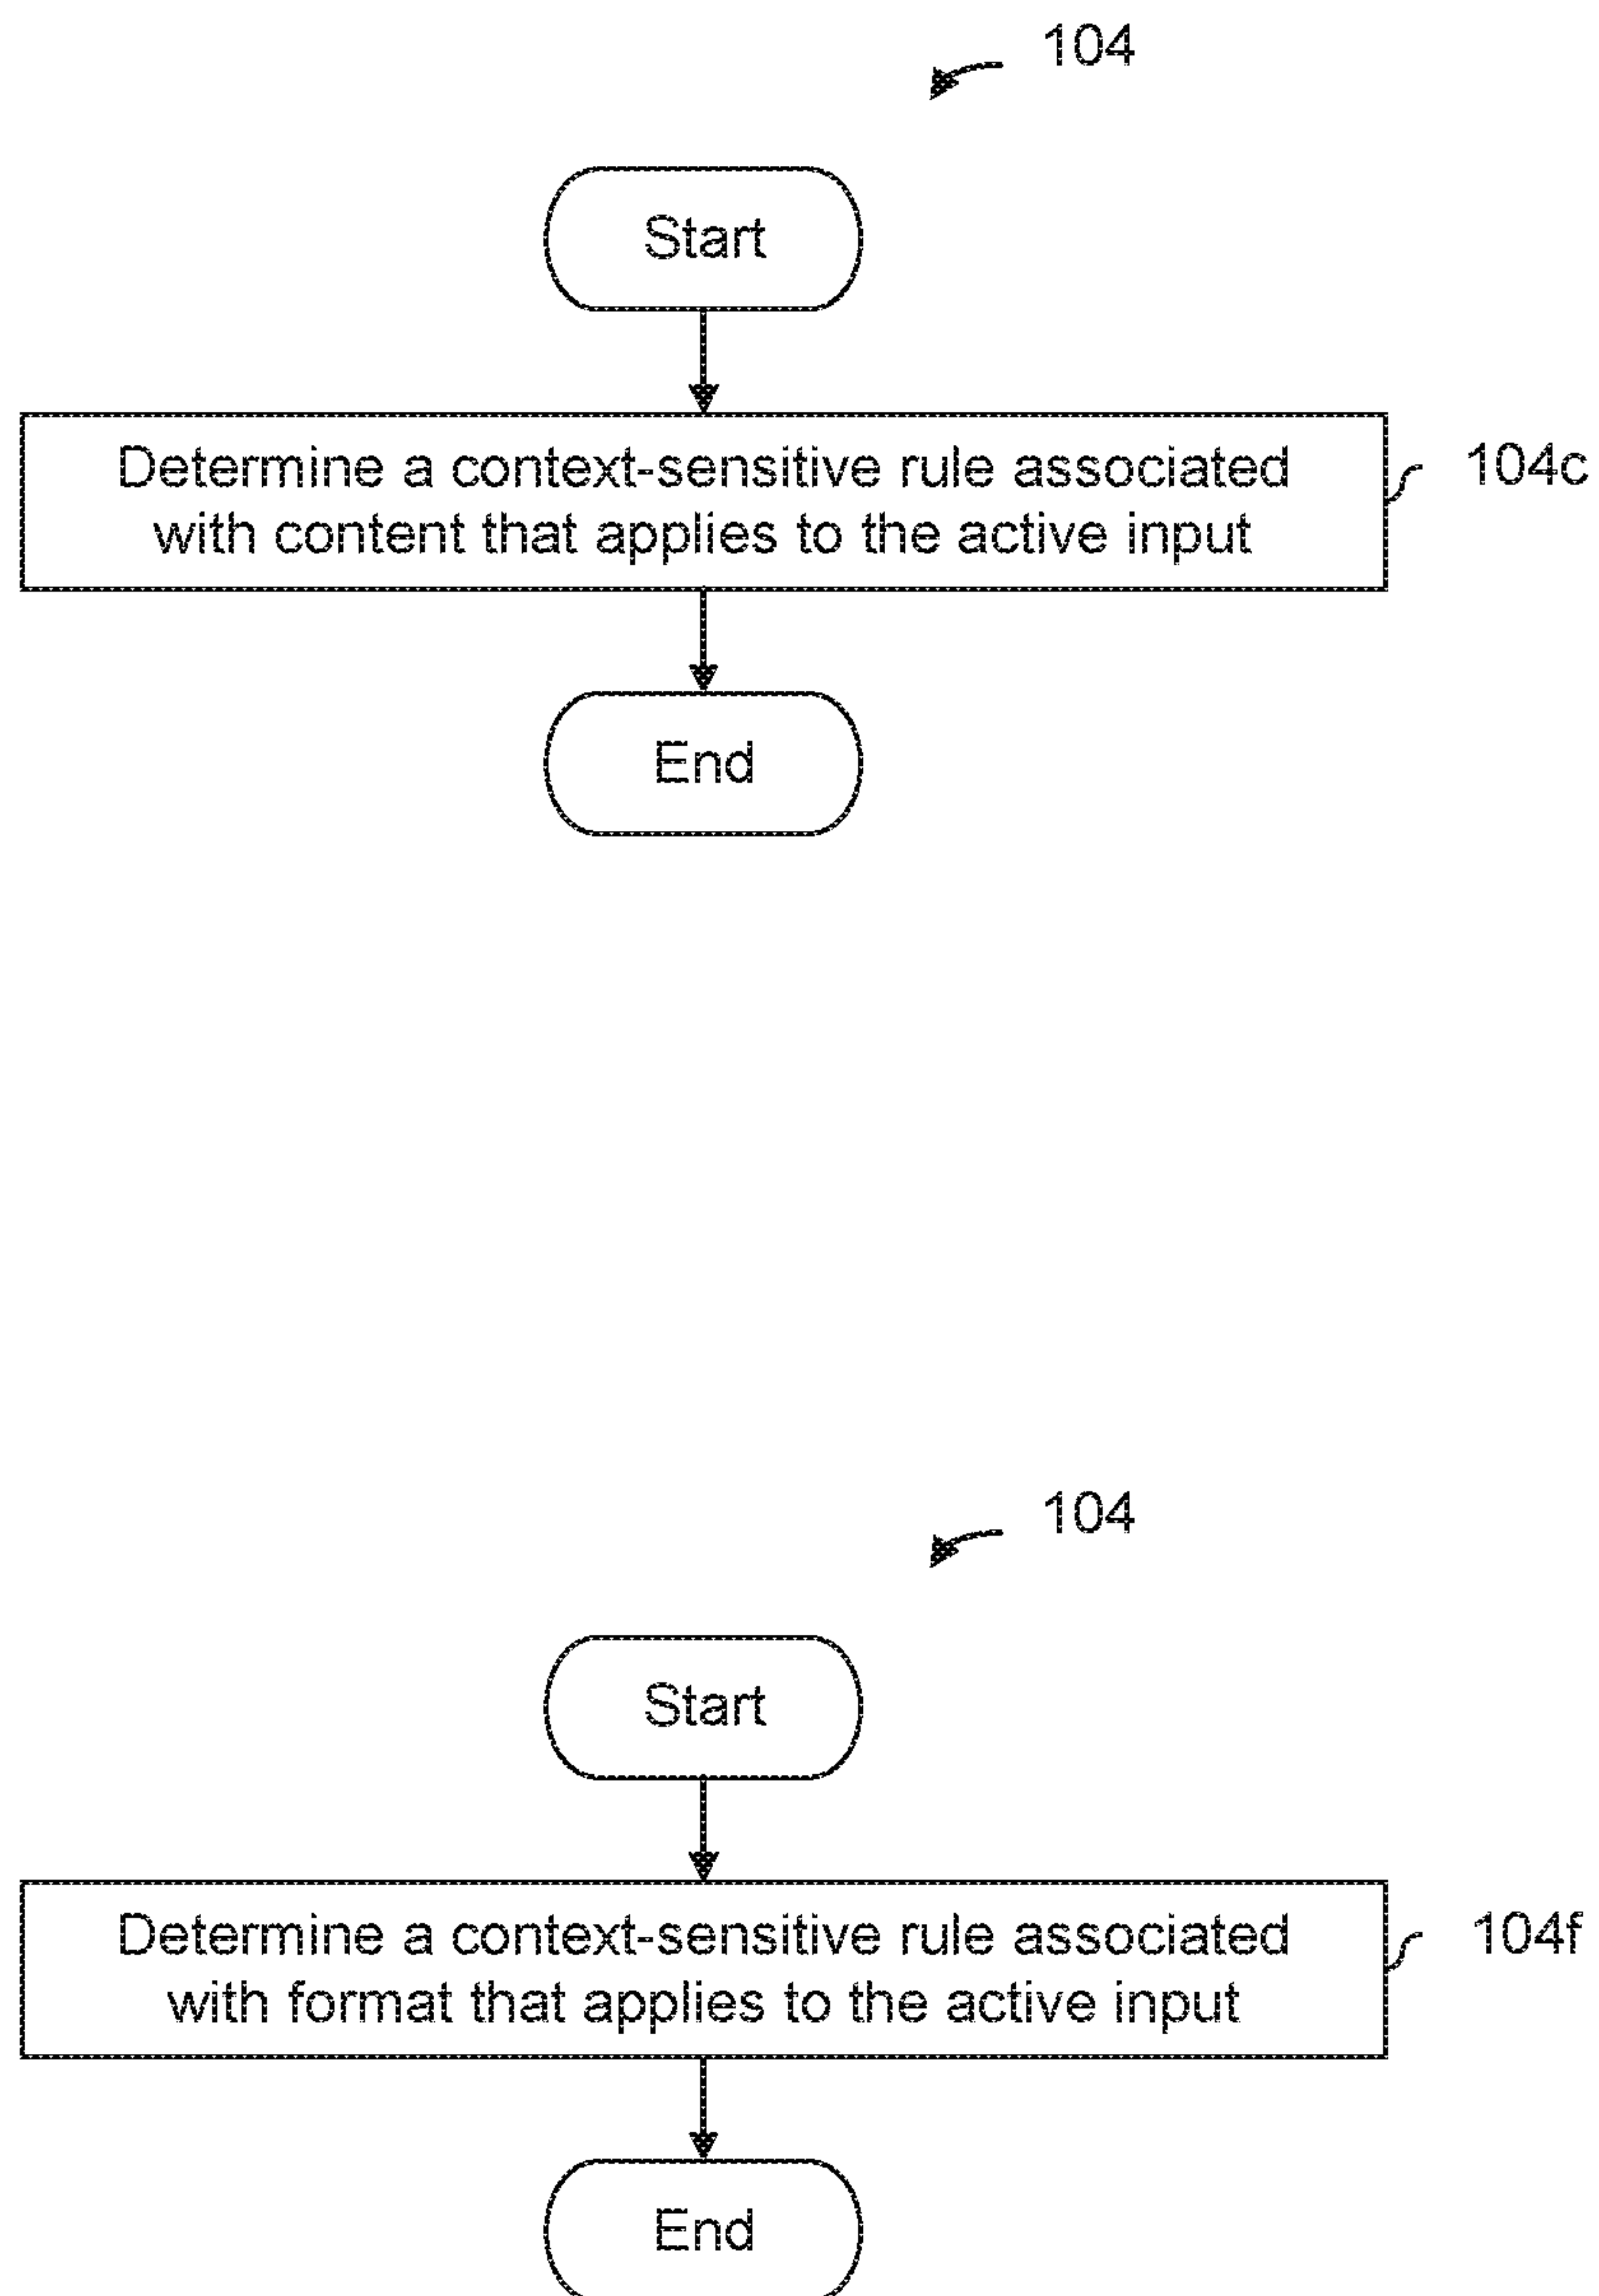 104
Start
Determine a context-sensitive rule associated
with content that applies to the active input
104c
End
104
Start
Determine a context-sensitive rule associated
with format that applies to the active input
104f
End